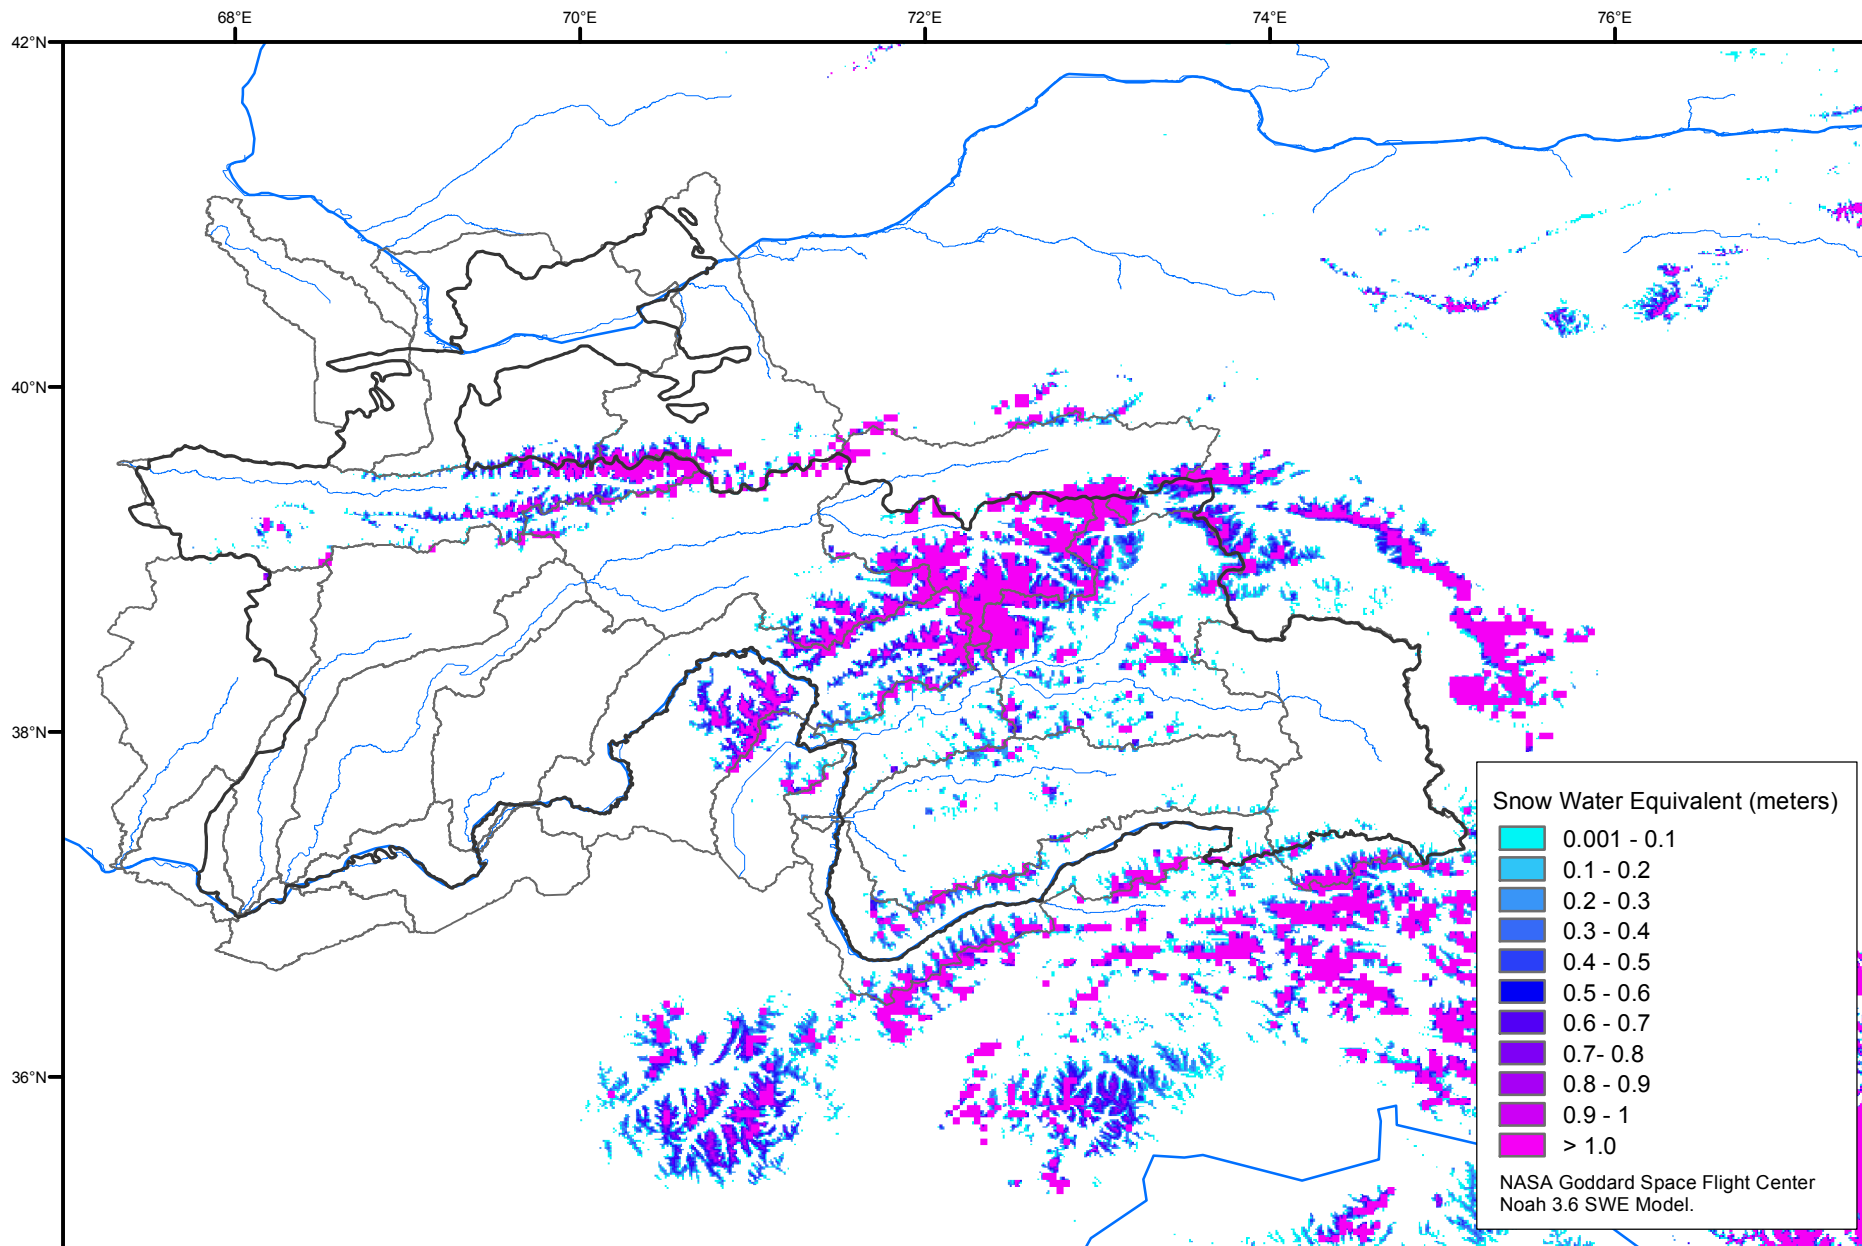 68°E 70°E 72°E 74°E 76°E
42°N
40°N
38°N
36°N
Snow Water Equivalent (meters)
0.001 - 0.1
0.1 - 0.2
0.2 - 0.3
0.3 - 0.4
0.4 - 0.5
0.5 - 0.6
0.6 - 0.7
0.7- 0.8
0.8 - 0.9
0.9 - 1
> 1.0
NASA Goddard Space Flight Center
Noah 3.6 SWE Model.